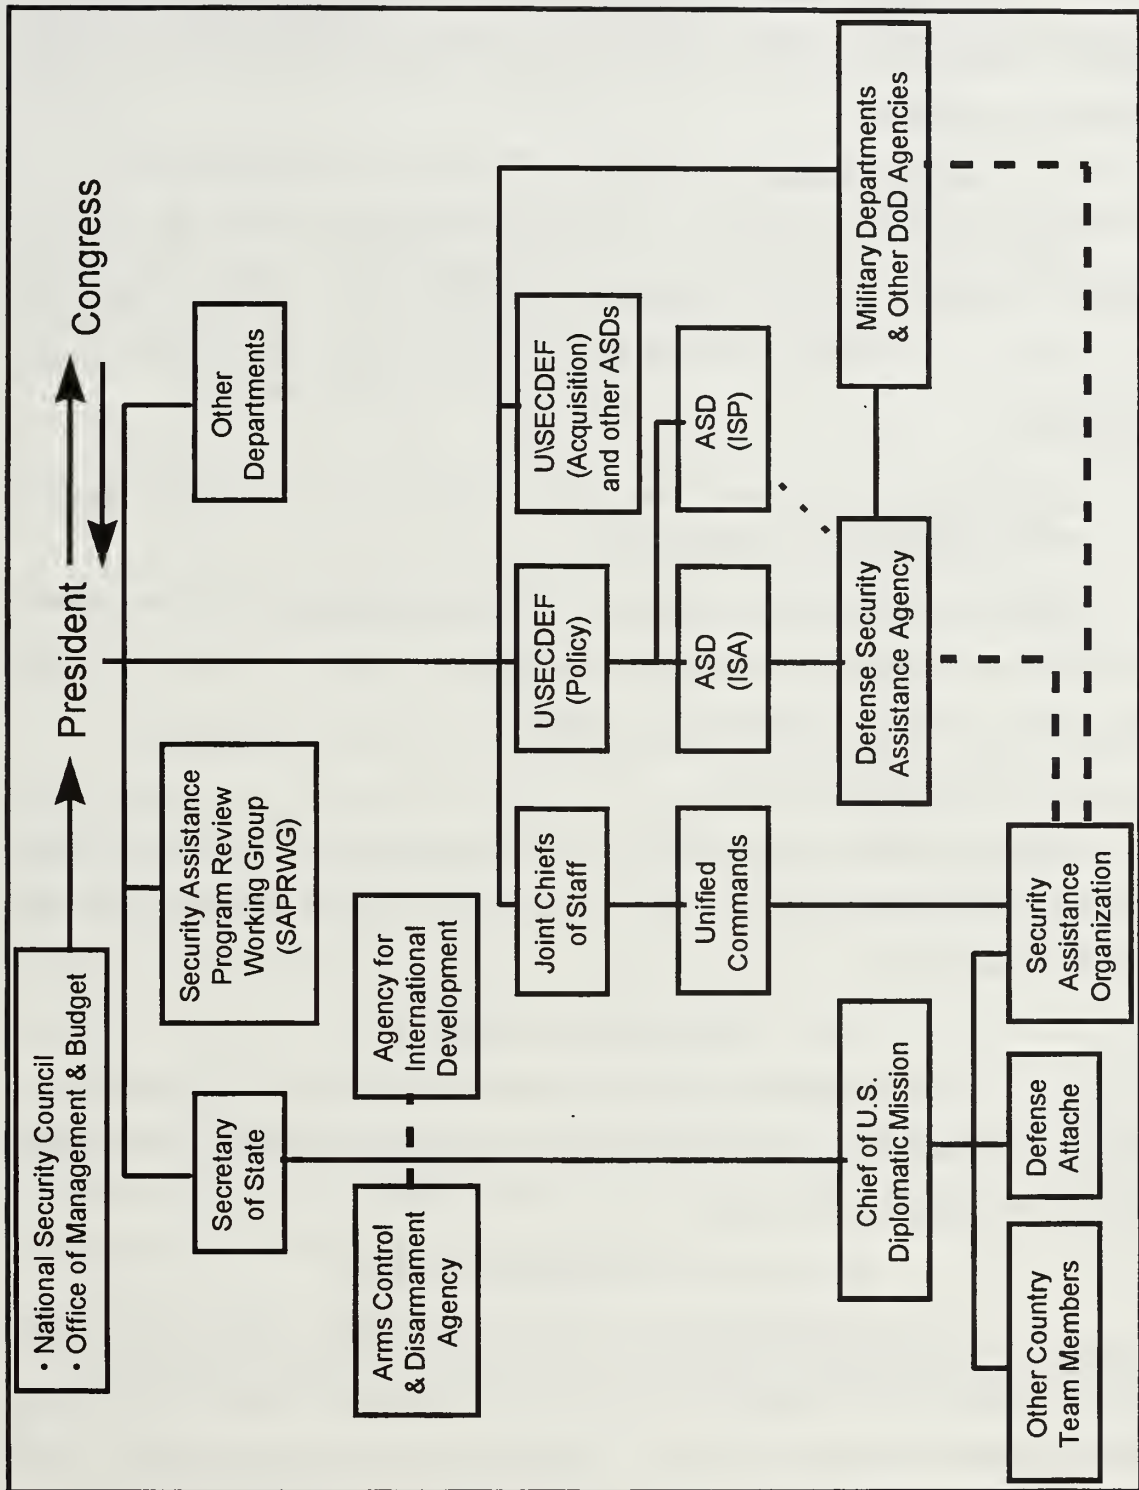 • National Security Council
• Office of Management & Budget
President
Congress
Security Assistance
Program Review
Working Group
(SAPRWG)
Other
Departments
Secretary
of State
Arms Control
& Disarmament
Agency
Agency for
International
Development
Joint Chiefs
of Staff
U\SECDEF
(Policy)
U\SECDEF
(Acquisition)
and other ASDs
Unified
Commands
ASD
(ISA)
ASD
(ISP)
Chief of U.S.
Diplomatic Mission
Defense Security
Assistance Agency
Military Departments
& Other DoD Agencies
Other Country
Team Members
Defense
Attache
Security
Assistance
Organization